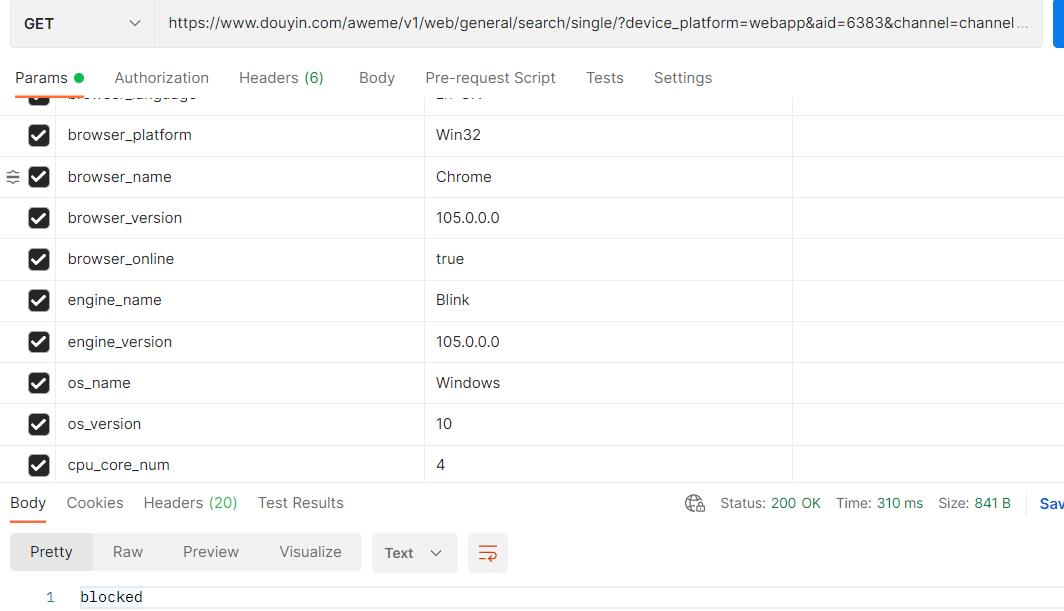 GET https://www.douyin.com/aweme/v1/web/general/search/single/?device_platform=webapp&aid=6383&channel=channel...
Params Authorization Headers (6) Body Pre-request Script Tests Settings
browser_platform Win32
browser_name Chrome
browser_version 105.0.0.0
browser_online true
engine_name Blink
engine_version 105.0.0.0
os_name Windows
os_version 10
cpu_core_num 4
Body Cookies Headers (20) Test Results Status: 200 OK Time: 310 ms Size: 841 B Sav
Pretty Raw Preview Visualize Text
1 blocked